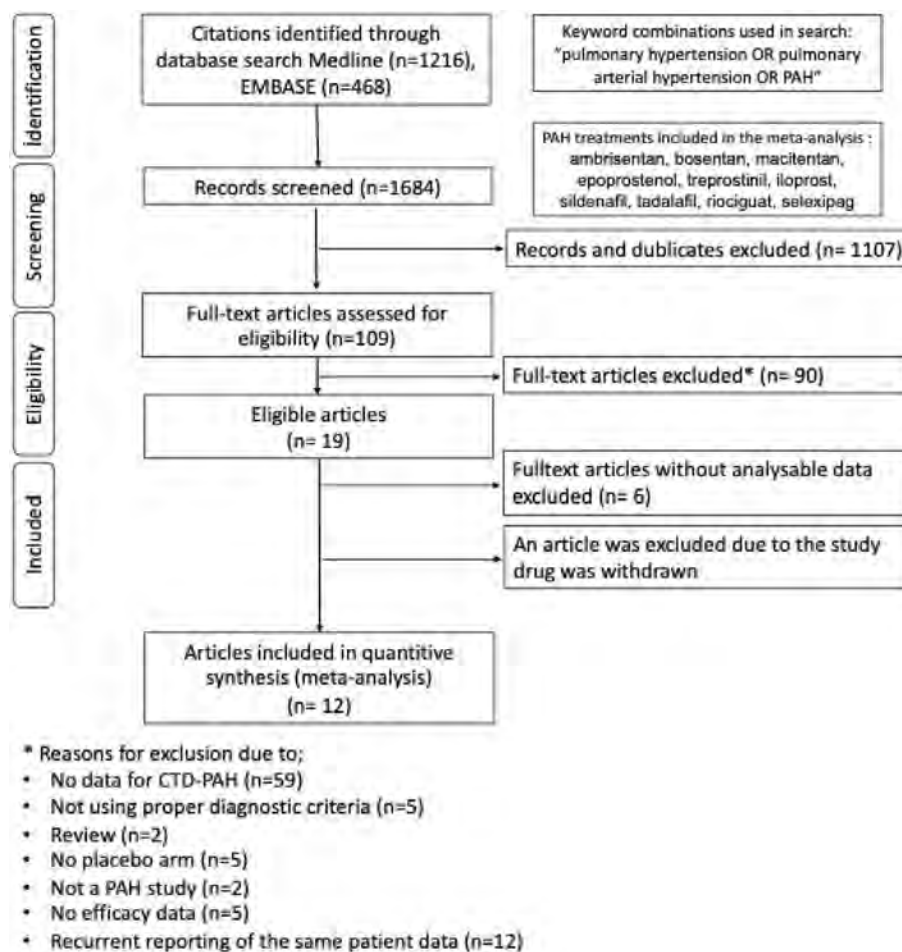 Identification
Citations identified through
database search Medline (n=1216),
EMBASE (n=468)
Keyword combinations used in search:
"pulmonary hypertension OR pulmonary
arterial hypertension OR PAH"
PAH treatments included in the meta-analysis :
ambrisentan, bosentan, macitentan,
epoprostenol, treprostinil, iloprost,
sildenafil, tadalafil, riociguat, selexipag
Screening
Records screened (n=1684)
Records and dublicates excluded (n= 1107)
Eligibility
Full-text articles assessed for
eligibility (n=109)
Full-text articles excluded* (n= 90)
Eligible articles
(n= 19)
Included
Fulltext articles without analysable data
excluded (n= 6)
An article was excluded due to the study
drug was withdrawn
Articles included in quantitive
synthesis (meta-analysis)
(n= 12)
* Reasons for exclusion due to;
• No data for CTD-PAH (n=59)
• Not using proper diagnostic criteria (n=5)
• Review (n=2)
• No placebo arm (n=5)
• Not a PAH study (n=2)
• No efficacy data (n=5)
• Recurrent reporting of the same patient data (n=12)